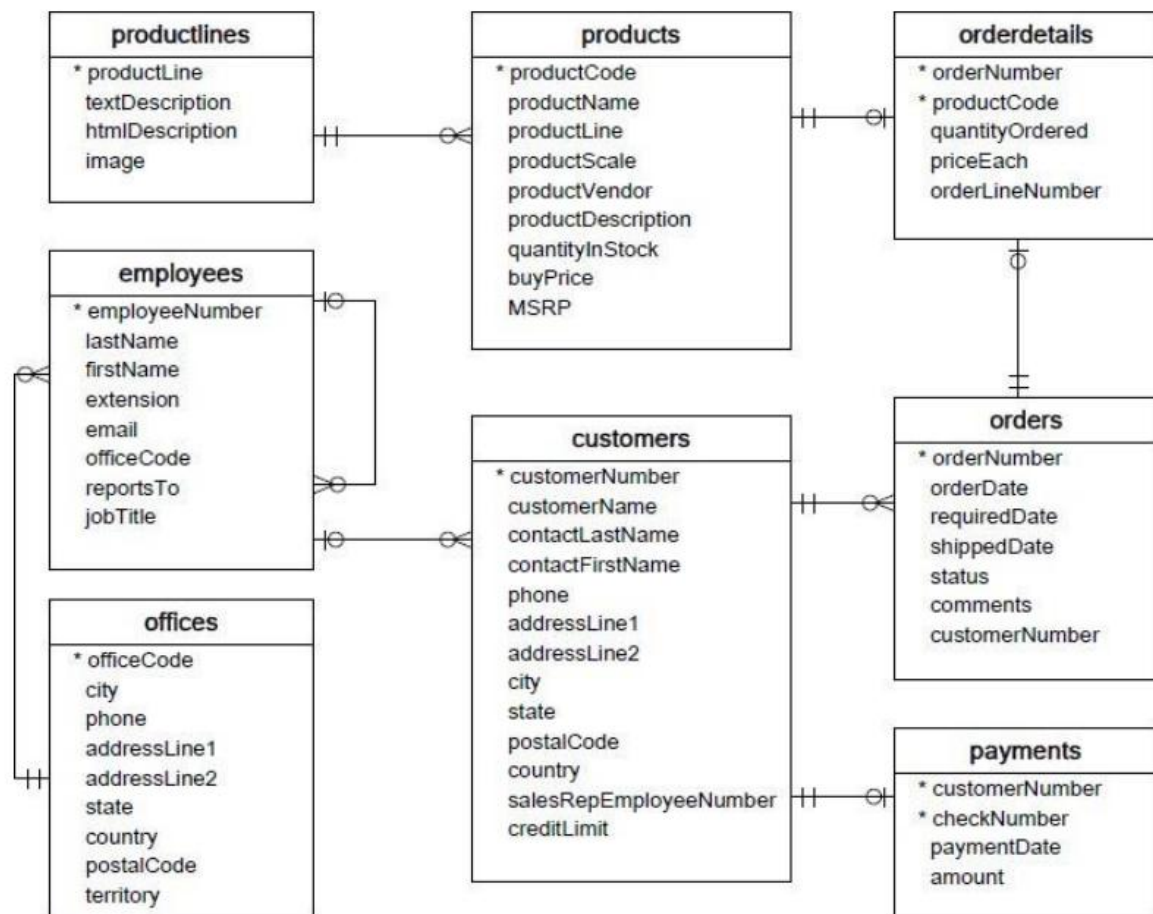 productlines
* productLine
textDescription
htmlDescription
image
products
* productCode
productName
productLine
productScale
productVendor
productDescription
quantityInStock
buyPrice
MSRP
orderdetails
* orderNumber
* productCode
quantityOrdered
priceEach
orderLineNumber
employees
* employeeNumber
lastName
firstName
extension
email
officeCode
reportsTo
jobTitle
customers
* customerNumber
customerName
contactLastName
contactFirstName
phone
addressLine1
addressLine2
city
state
postalCode
country
salesRepEmployeeNumber
creditLimit
orders
* orderNumber
orderDate
requiredDate
shippedDate
status
comments
customerNumber
offices
* officeCode
city
phone
addressLine1
addressLine2
state
country
postalCode
territory
payments
* customerNumber
* checkNumber
paymentDate
amount